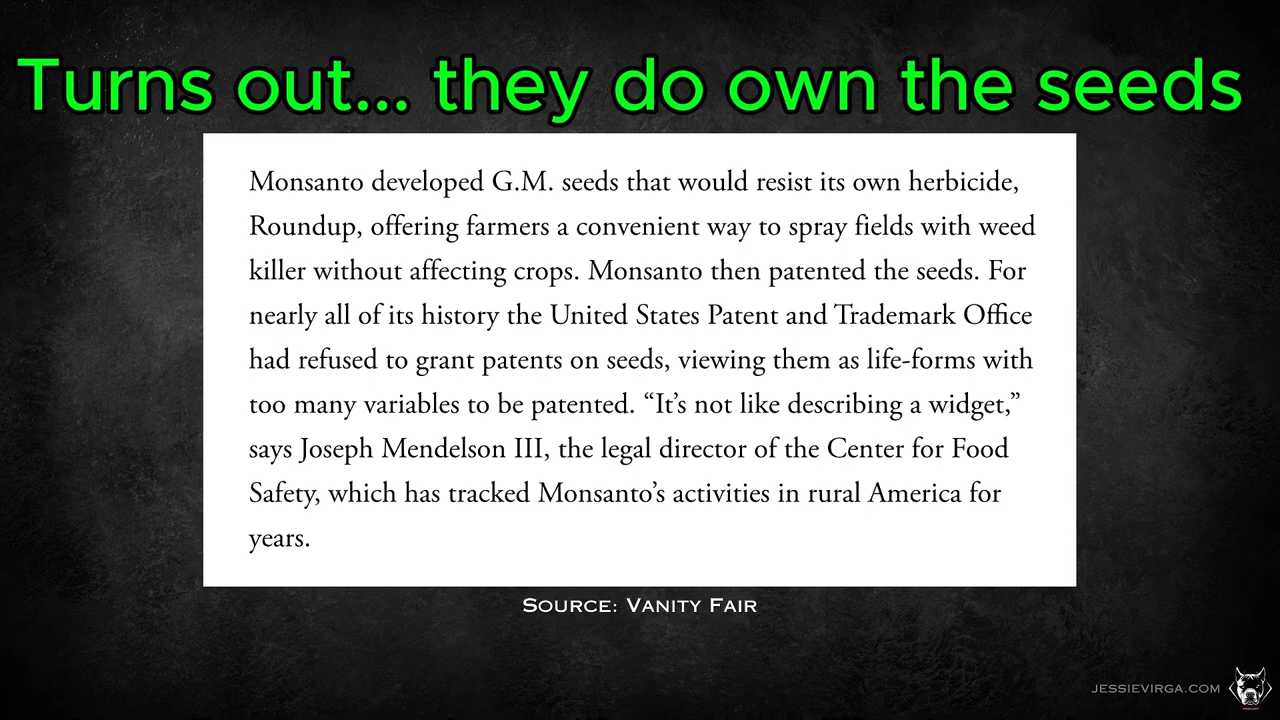 Turns out... they do own the seeds
Monsanto developed G.M. seeds that would resist its own herbicide,
Roundup, offering farmers a convenient way to spray fields with weed
killer without affecting crops. Monsanto then patented the seeds. For
nearly all of its history the United States Patent and Trademark Office
had refused to grant patents on seeds, viewing them as life-forms with
too many variables to be patented. “It’s not like describing a widget,”
says Joseph Mendelson III, the legal director of the Center for Food
Safety, which has tracked Monsanto’s activities in rural America for
years.
Source: Vanity Fair
JESSIEVIRGA.COM